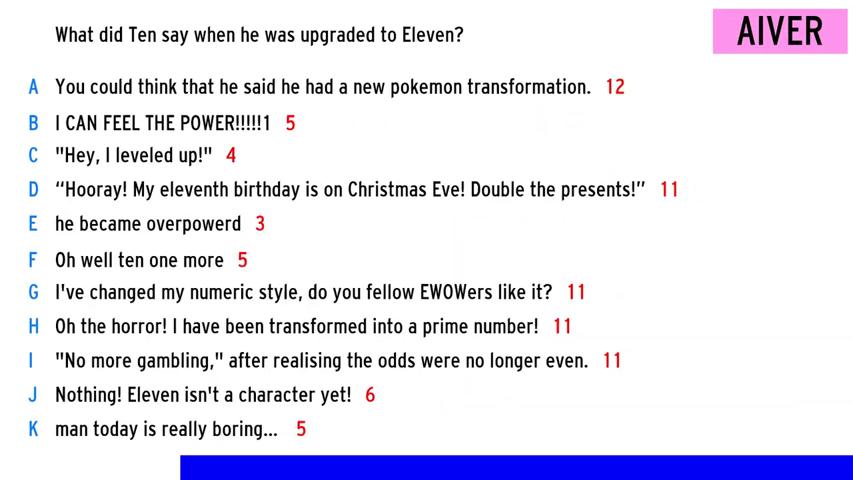 What did Ten say when he was upgraded to Eleven?
AIVER
A You could think that he said he had a new pokemon transformation. 12
B I CAN FEEL THE POWER!!!!!1 5
C "Hey, I leveled up!" 4
D “Hooray! My eleventh birthday is on Christmas Eve! Double the presents!” 11
E he became overpowerd 3
F Oh well ten one more 5
G I've changed my numeric style, do you fellow EWOWers like it? 11
H Oh the horror! I have been transformed into a prime number! 11
I "No more gambling," after realising the odds were no longer even. 11
J Nothing! Eleven isn't a character yet! 6
K man today is really boring... 5